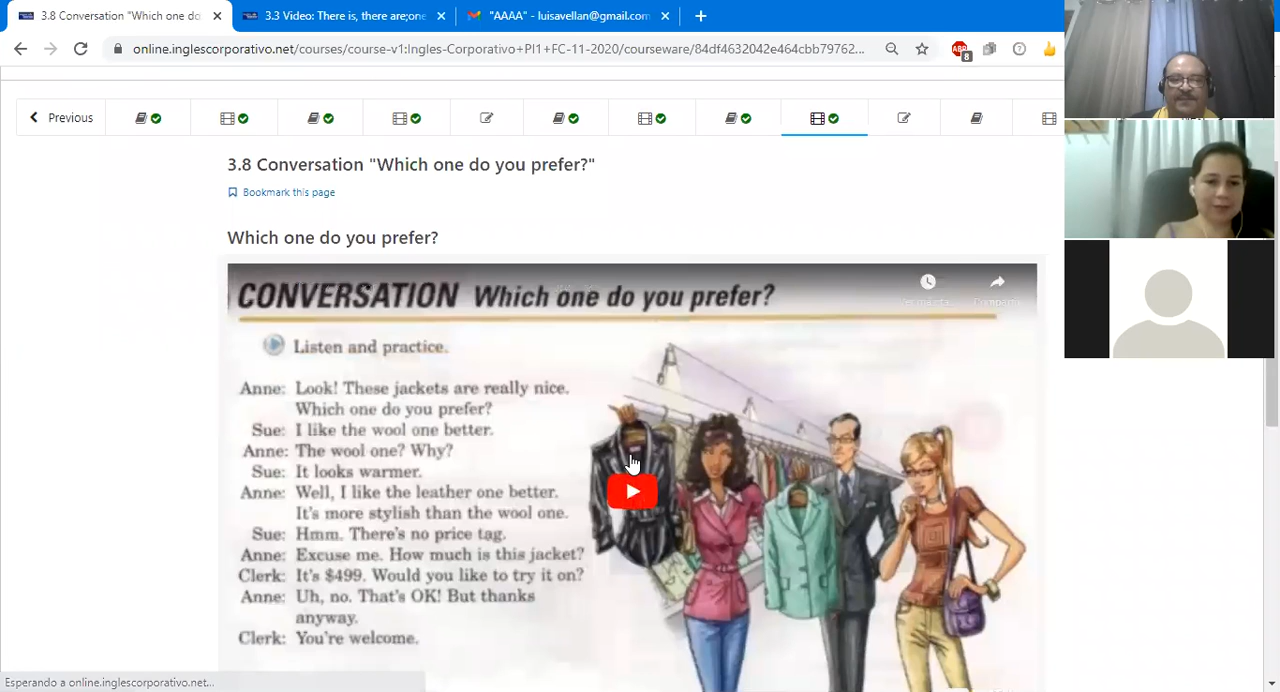 3.8 Conversation "Which one do
3.3 Video: There is, there are;one
"AAAA" - luisavellan@gmail.com
online.inglescorporativo.net/courses/course-v1:Ingles-Corporativo+PI1+FC-11-2020/courseware/84df4632042e464cbb79762...
ABP
8
Previous
3.8 Conversation "Which one do you prefer?"
Bookmark this page
Which one do you prefer?
CONVERSATION Which one do you prefer?
Listen and practice.
Anne: Look! These jackets are really nice.
Which one do you prefer?
Sue: I like the wool one better.
Anne: The wool one? Why?
Sue: It looks warmer.
Anne: Well, I like the leather one better.
It's more stylish than the wool one.
Sue: Hmm. There's no price tag.
Anne: Excuse me. How much is this jacket?
Clerk: It's $499. Would you like to try it on?
Anne: Uh, no. That's OK! But thanks
anyway.
Clerk: You're welcome.
Esperando a online.inglescorporativo.net...